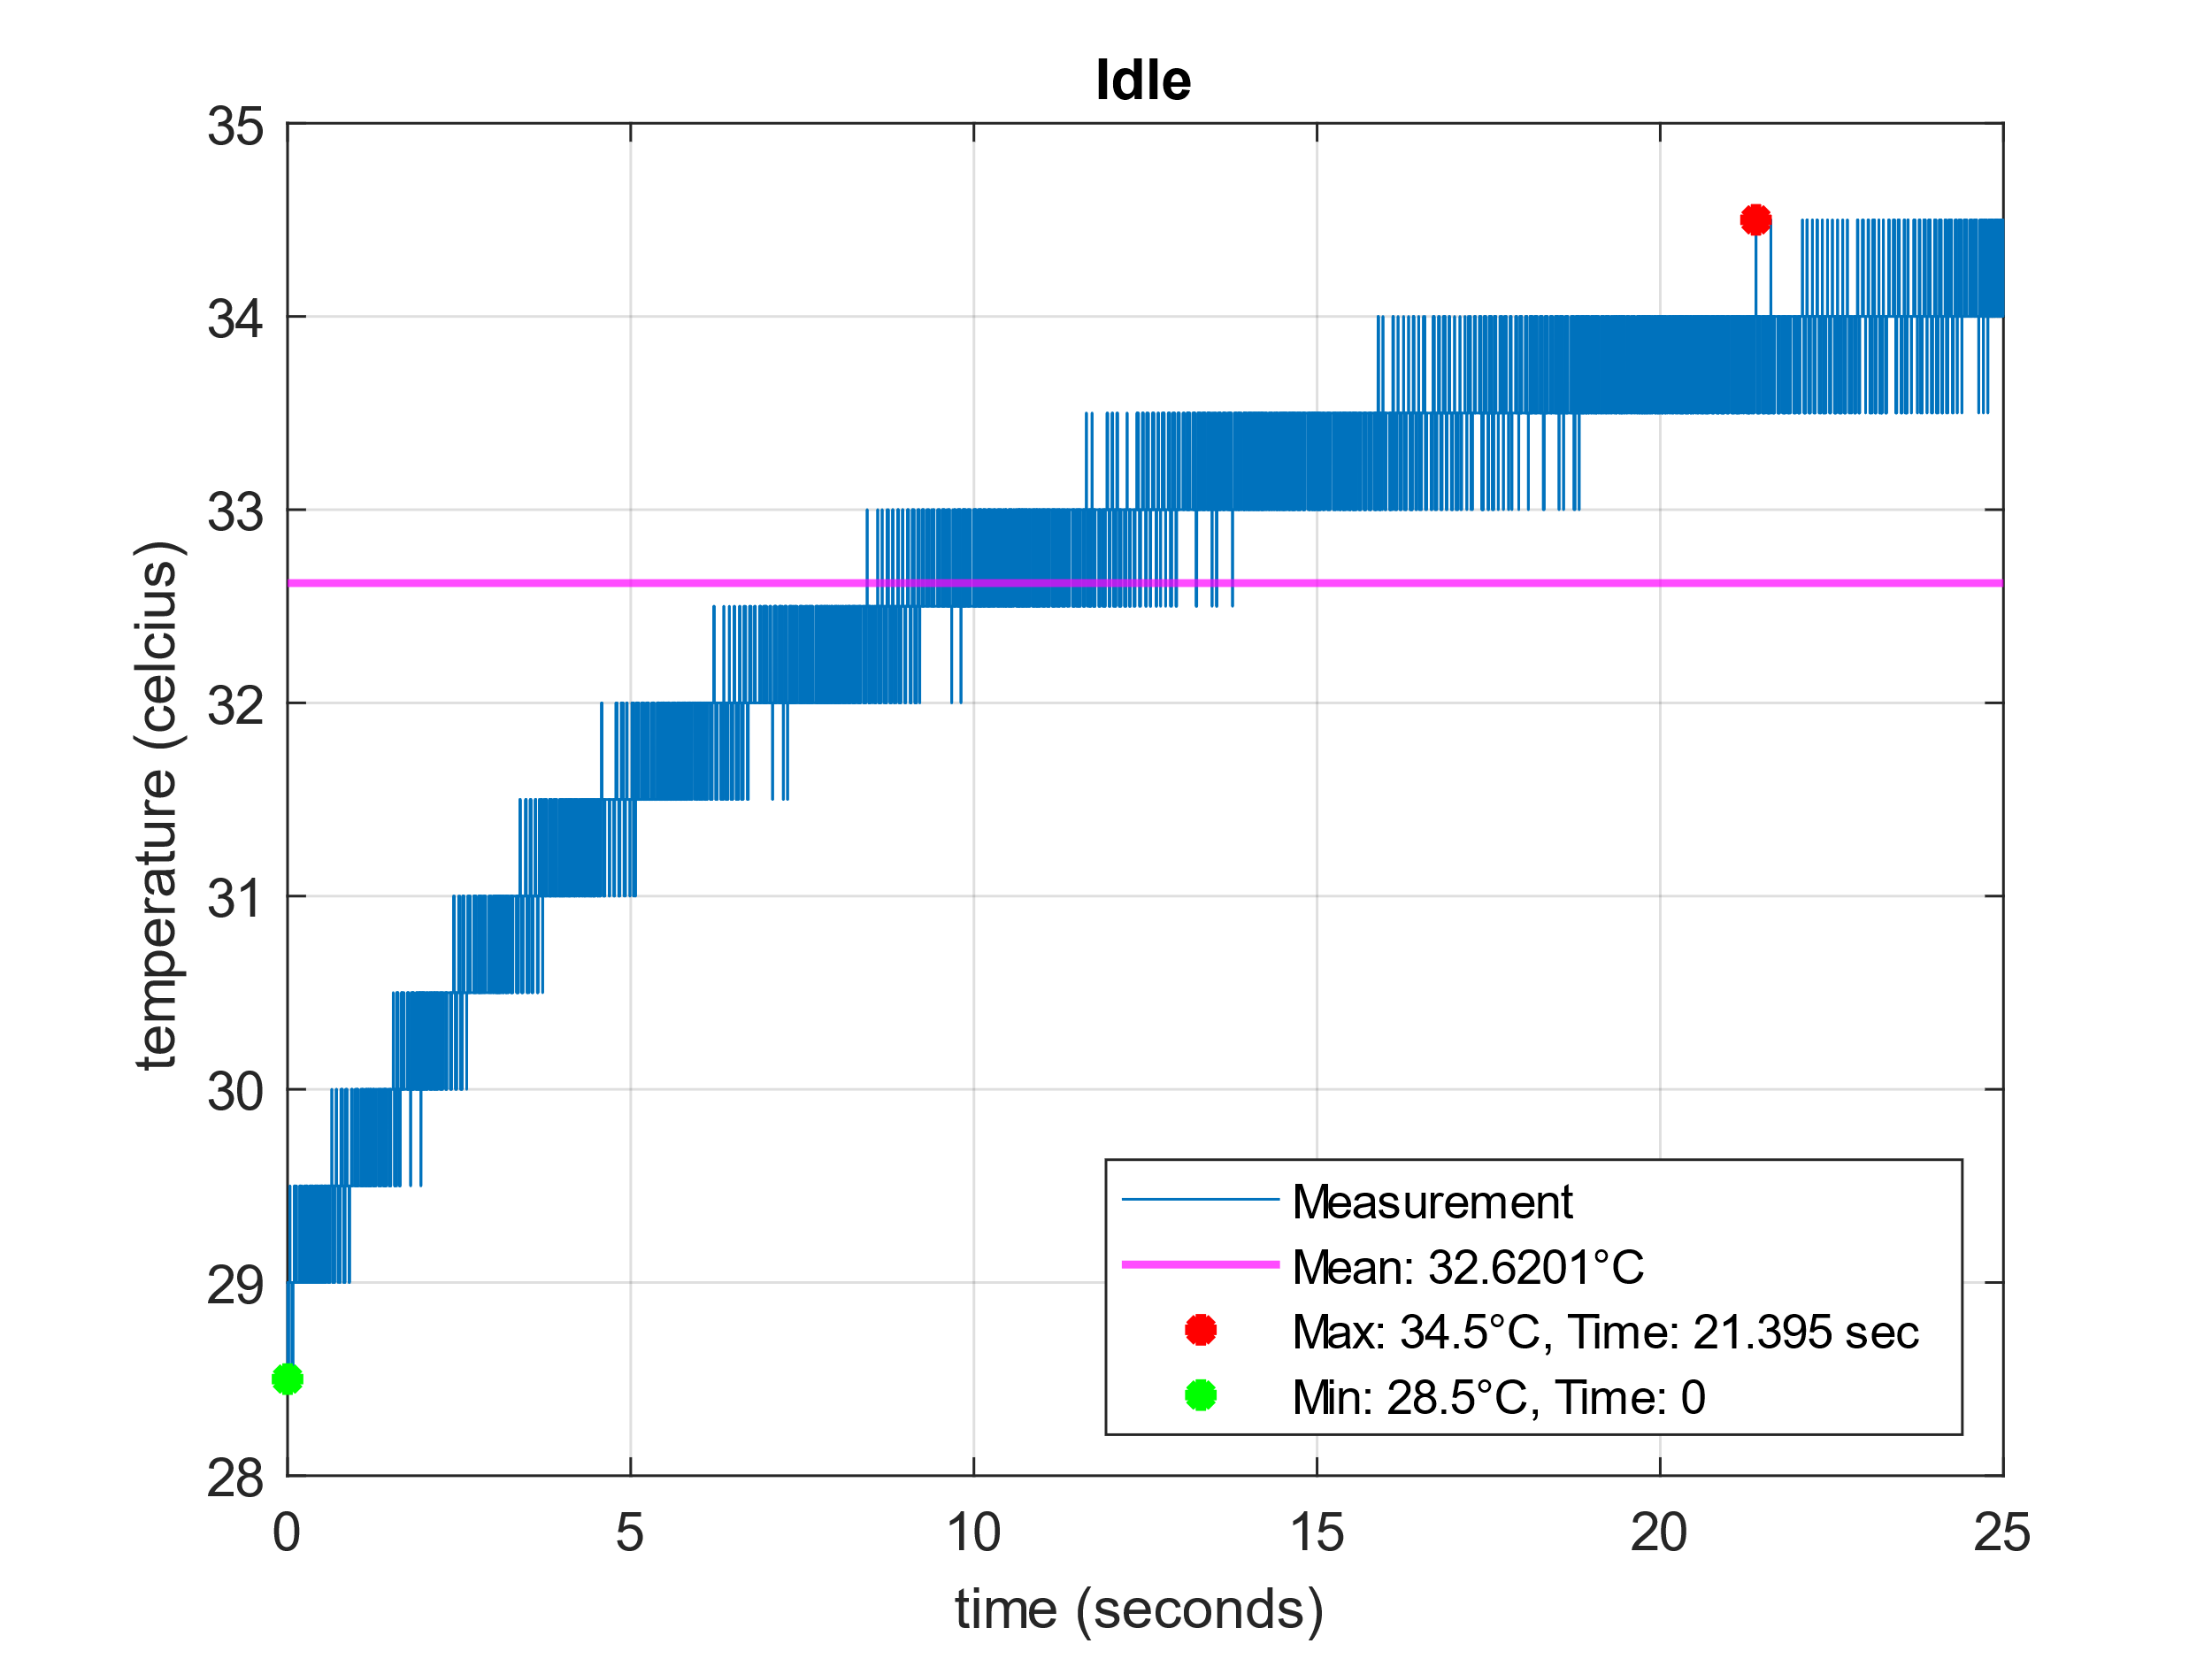 Idle
35
34
33
32
31
30
29
28
temperature (celcius)
Measurement
Mean: 32.6201°C
Max: 34.5°C, Time: 21.395 sec
Min: 28.5°C, Time: 0
0 5 10 15 20 25
time (seconds)